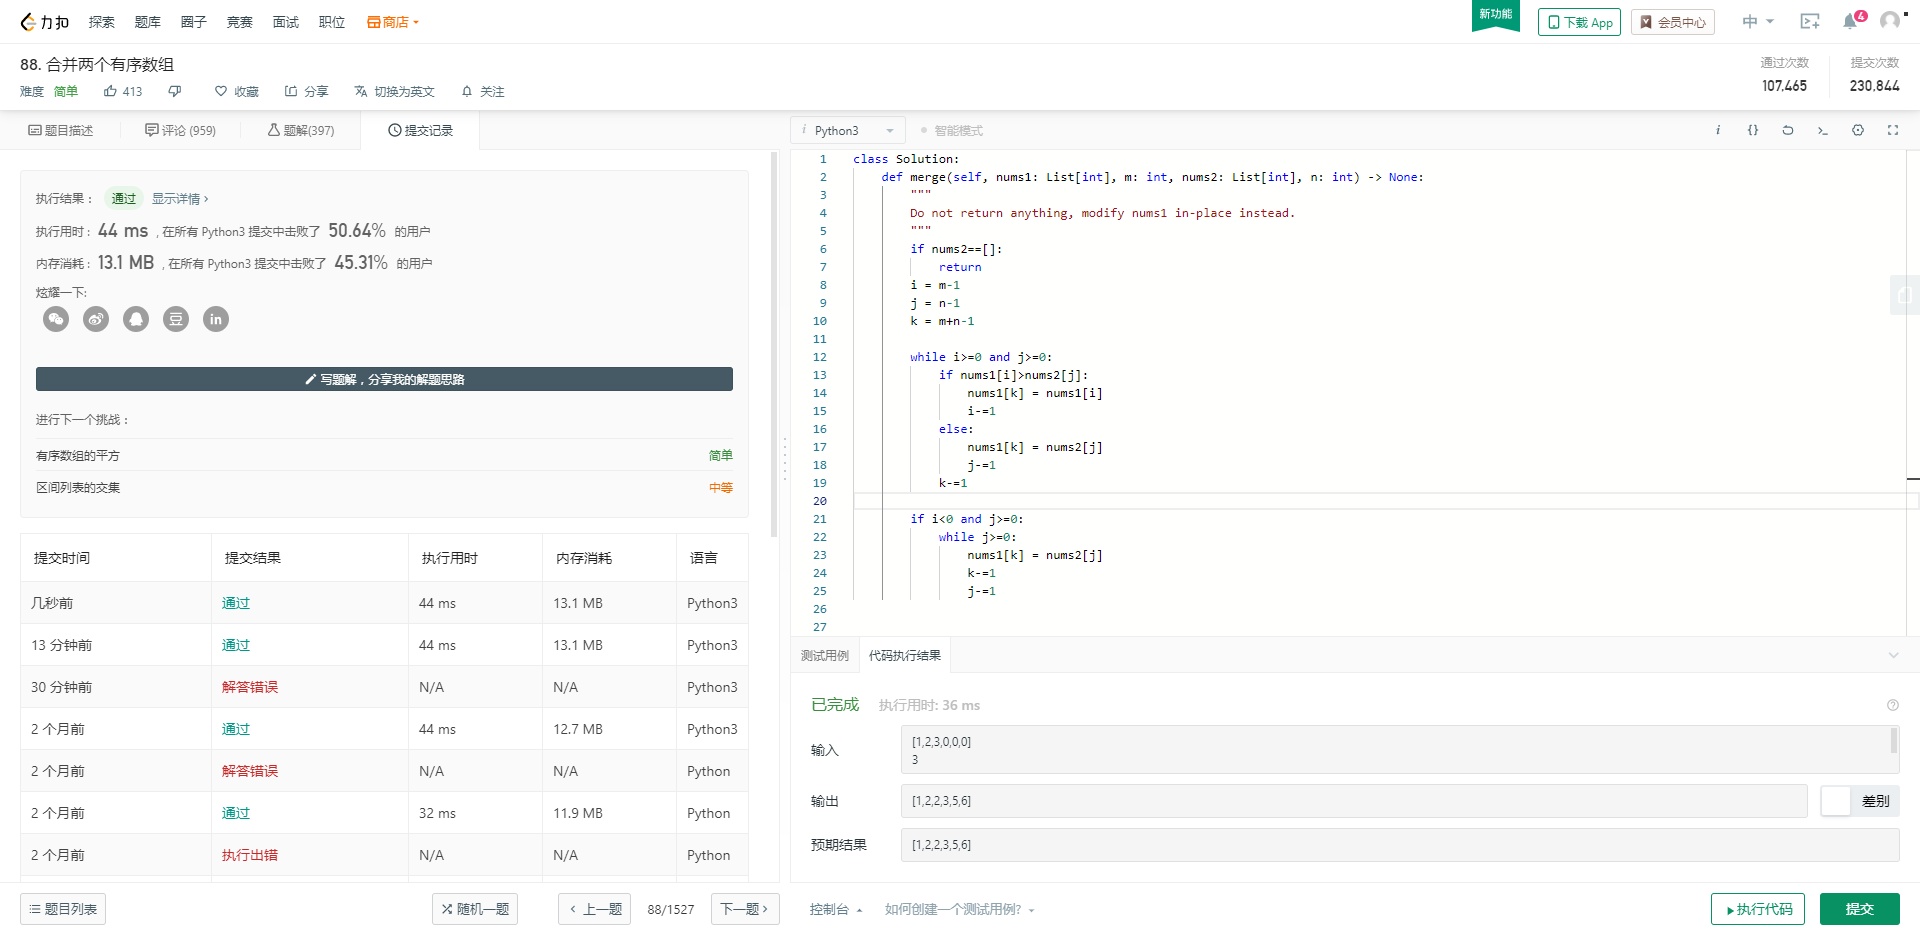 力扣 探索 题库 圈子 竞赛 面试 职位 商店 新功能 下载 App 会员中心 中 4
88. 合并两个有序数组
难度 简单 413 收藏 分享 切换为英文 关注
通过次数 提交次数
107,465 230,844
题目描述 评论 (959) 题解(397) 提交记录
执行结果： 通过 显示详情 ›
执行用时 : 44 ms , 在所有 Python3 提交中击败了 50.64% 的用户
内存消耗 : 13.1 MB , 在所有 Python3 提交中击败了 45.31% 的用户
炫耀一下:
豆 in
写题解，分享我的解题思路
进行下一个挑战：
有序数组的平方 简单
区间列表的交集 中等
提交时间 提交结果 执行用时 内存消耗 语言
几秒前 通过 44 ms 13.1 MB Python3
13 分钟前 通过 44 ms 13.1 MB Python3
30 分钟前 解答错误 N/A N/A Python3
2 个月前 通过 44 ms 12.7 MB Python3
2 个月前 解答错误 N/A N/A Python
2 个月前 通过 32 ms 11.9 MB Python
2 个月前 执行出错 N/A N/A Python
题目列表 随机一题 ‹ 上一题 88/1527 下一题 ›
i Python3 智能模式 i {}
1 class Solution:
2 def merge(self, nums1: List[int], m: int, nums2: List[int], n: int) -> None:
3 """
4 Do not return anything, modify nums1 in-place instead.
5 """
6 if nums2==[]:
7 return
8 i = m-1
9 j = n-1
10 k = m+n-1
11
12 while i>=0 and j>=0:
13 if nums1[i]>nums2[j]:
14 nums1[k] = nums1[i]
15 i-=1
16 else:
17 nums1[k] = nums2[j]
18 j-=1
19 k-=1
20
21 if i<0 and j>=0:
22 while j>=0:
23 nums1[k] = nums2[j]
24 k-=1
25 j-=1
26
27
测试用例 代码执行结果
已完成 执行用时: 36 ms
输入 [1,2,3,0,0,0]
3
输出 [1,2,2,3,5,6] 差别
预期结果 [1,2,2,3,5,6]
控制台 如何创建一个测试用例? 执行代码 提交